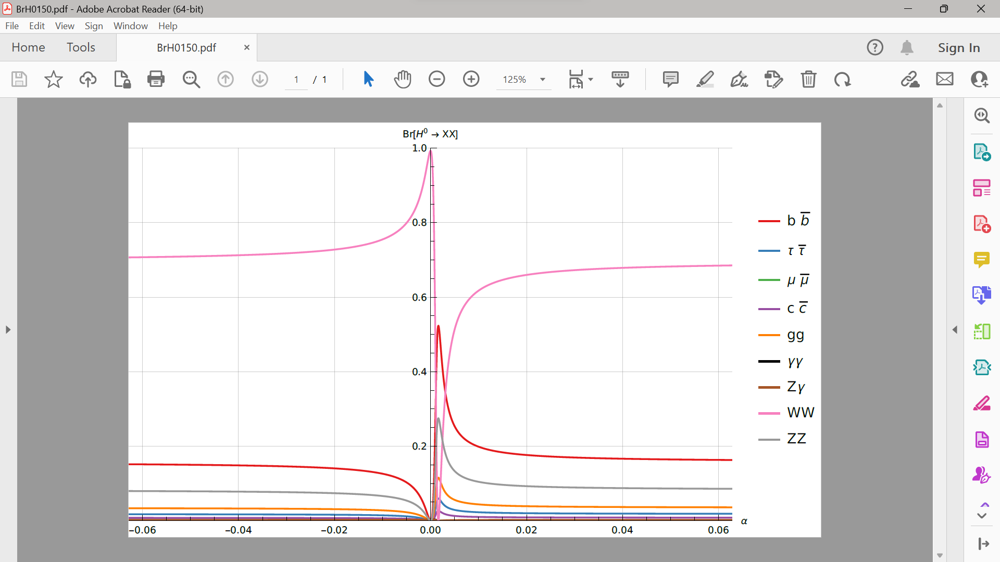 BrH0150.pdf - Adobe Acrobat Reader (64-bit)
File Edit View Sign Window Help
Home Tools BrH0150.pdf × Sign In
1 / 1 125%
Br[H⁰ → XX]
1.0
0.8
0.6
0.4
0.2
-0.06 -0.04 -0.02 0.00 0.02 0.04 0.06 α
b b̅
τ τ̅
μ μ̅
c c̅
gg
γγ
Zγ
WW
ZZ